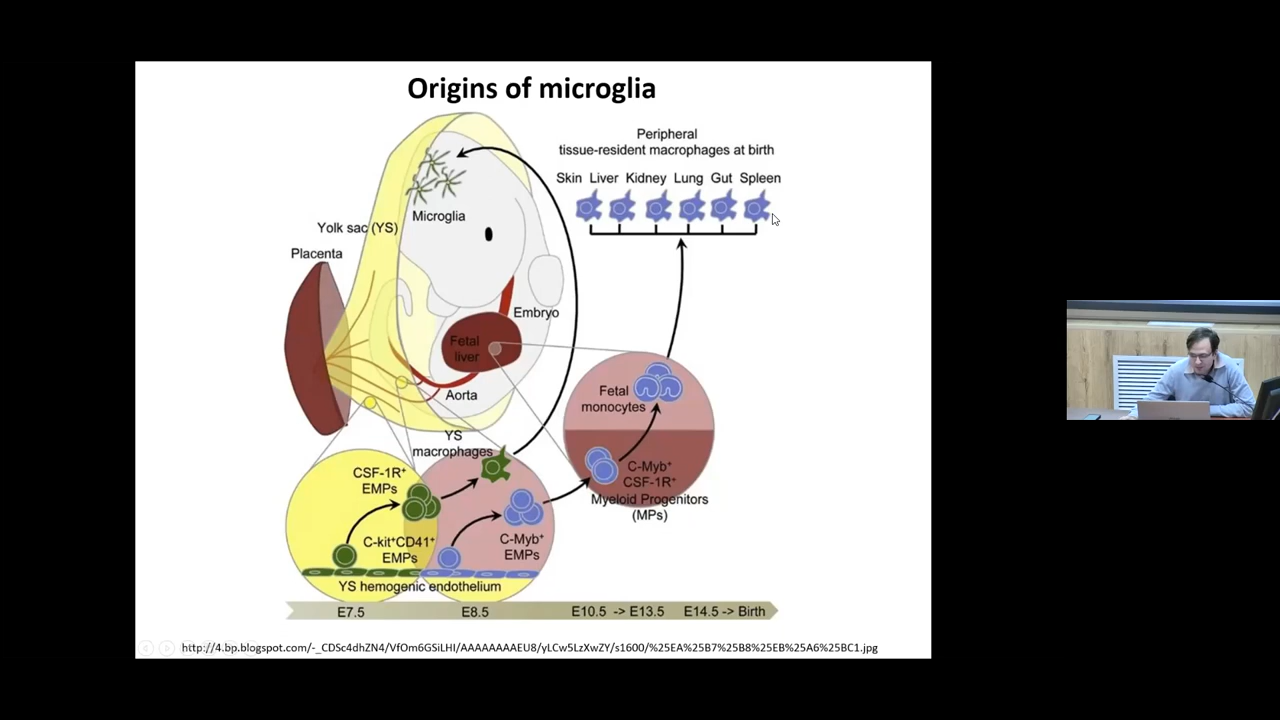 Origins of microglia
Peripheral
tissue-resident macrophages at birth
Skin Liver Kidney Lung Gut Spleen
Microglia
Yolk sac (YS)
Placenta
Embryo
Fetal
liver
Aorta
Fetal
monocytes
YS
macrophages
CSF-1R⁺
EMPs
C-Myb⁺
CSF-1R⁺
Myeloid Progenitors
(MPs)
C-kit⁺CD41⁺
EMPs
C-Myb⁺
EMPs
YS hemogenic endothelium
E7.5 E8.5 E10.5 -> E13.5 E14.5 -> Birth
http://4.bp.blogspot.com/-_CDSc4dhZN4/VfOm6GSiLHI/AAAAAAAAEU8/yLCw5LzXwZY/s1600/%25EA%25B7%25B8%25EB%25A6%25BC1.jpg